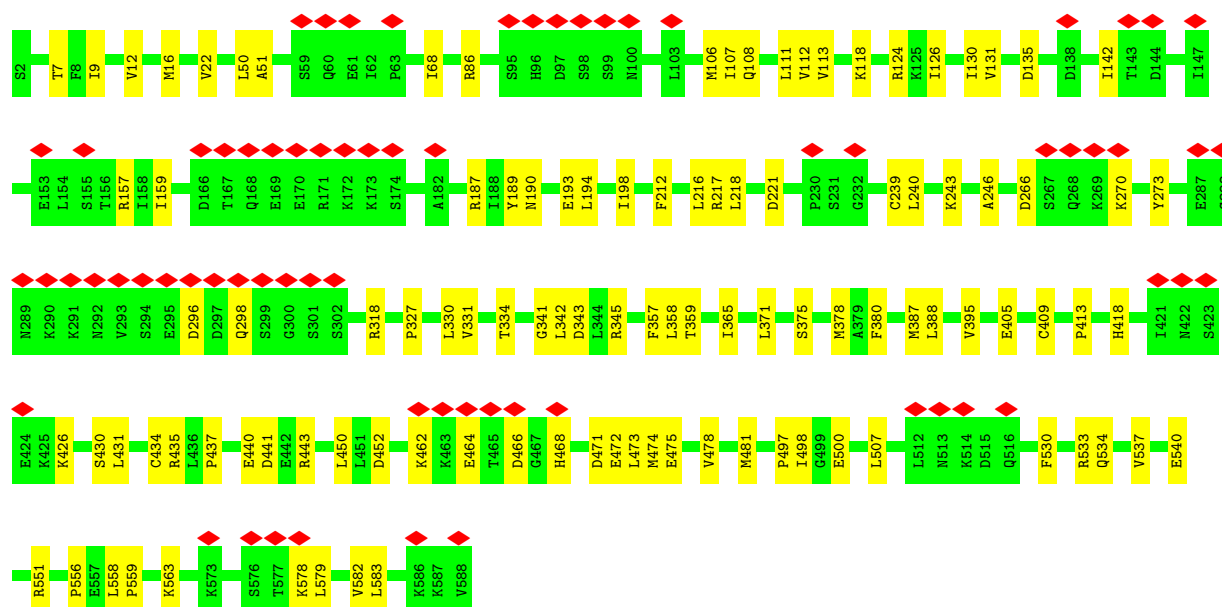 S2 T7 F8 I9 V12 M16 V22 L50 A51 S59 Q60 E61 I62 P63 I68 R86 S95 H96 D97 S98 S99 N100 L103 M106 I107 Q108 L111 V112 V113 K118 R124 K125 I126 I130 V131 D135 D138 I142 T143 D144 I147
E153 L154 S155 T156 R157 I158 I159 D166 T167 Q168 E169 E170 R171 K172 K173 S174 A182 R187 I188 Y189 N190 E193 L194 I198 F212 L216 R217 L218 D221 P230 S231 G232 C239 L240 K243 A246 D266 S267 Q268 K269 K270 Y273 E287
N289 K290 K291 N292 V293 S294 E295 D296 D297 Q298 S299 G300 S301 S302 R318 P327 L330 V331 T334 G341 L342 D343 L344 R345 F357 L358 T359 I365 L371 S375 M378 A379 F380 M387 L388 V395 E405 C409 P413 H418 I421 N422 S423
E424 K425 K426 S430 L431 C434 R435 L436 P437 E440 D441 E442 R443 L450 L451 D452 K462 K463 E464 T465 D466 G467 H468 D471 E472 L473 M474 E475 V478 M481 P497 I498 G499 E500 L507 L512 N513 K514 D515 Q516 F530 R533 Q534 V537 E540
R551 P556 E557 L558 P559 K563 K573 S576 T577 K578 L579 V582 L583 K586 K587 V588